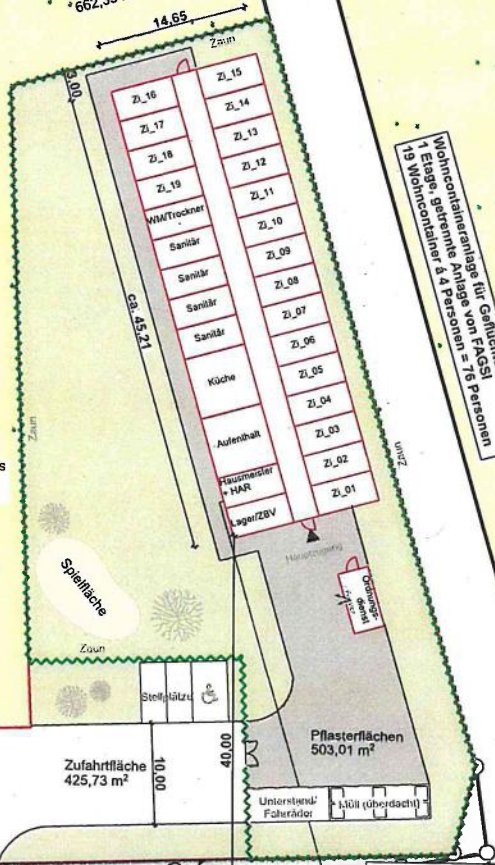 14,65
Zaun
3,00
Zi_16
Zi_15
Zi_17
Zi_14
Zi_18
Zi_13
Zi_19
Zi_12
WM/Trockner
Zi_11
Sanitär
Zi_10
Sanitär
Zi_09
Sanitär
Zi_08
Sanitär
Zi_07
Küche
Zi_06
Zi_05
Aufenthalt
Zi_04
Zi_03
Hausmeister
+ HAR
Zi_02
Lager/ZBV
Zi_01
ca. 45,21
Wohncontaineranlage für
1 Etage, getrennte Anlage von FAGSI
19 Wohncontainer á 4 Personen = 76 Personen
Zaun
Zaun
s
Hauptzugang
Ordnungs-
dienst
Spielfläche
Zaun
Stellplätze
Zufahrtfläche
425,73 m²
10,00
40,00
Pflasterflächen
503,01 m²
Unterstand/
Fahrräder
Müll (überdacht)